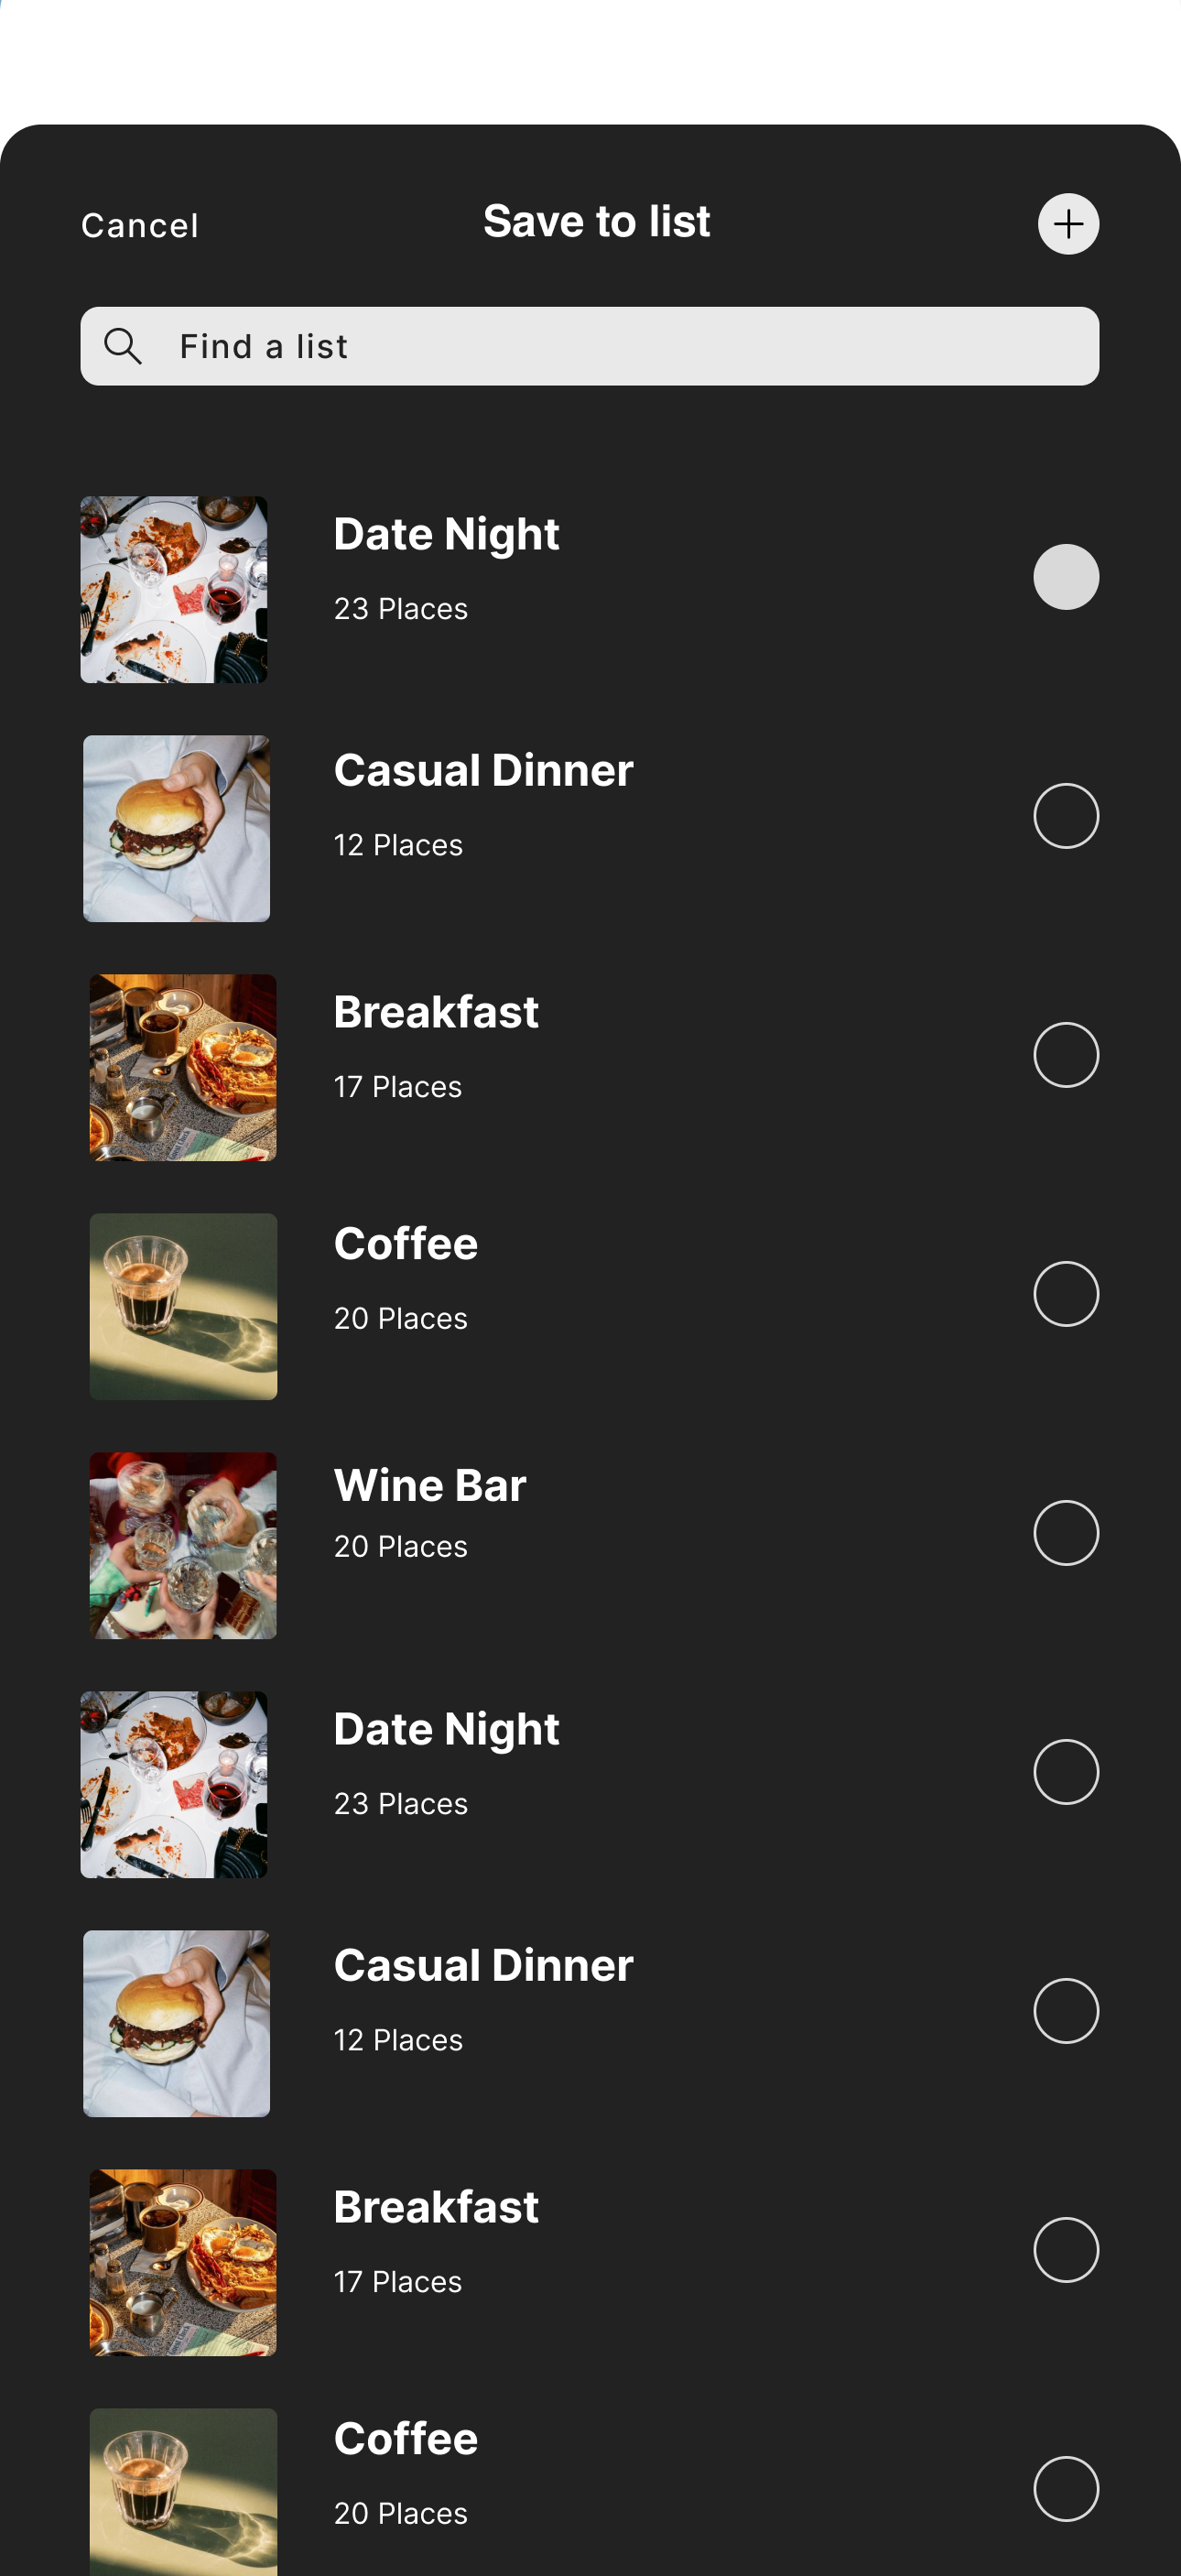 Cancel
Save to list
Find a list
Date Night
23 Places
Casual Dinner
12 Places
Breakfast
17 Places
Coffee
20 Places
Wine Bar
20 Places
Date Night
23 Places
Casual Dinner
12 Places
Breakfast
17 Places
Coffee
20 Places